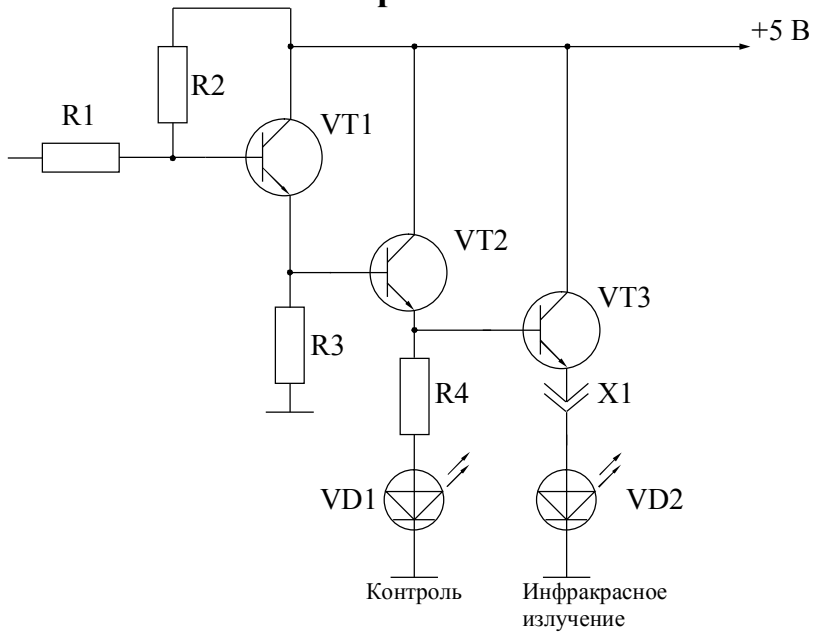 +5 В
R2
R1
VT1
VT2
VT3
R3
R4
X1
VD1
VD2
Контроль
Инфракрасное
излучение